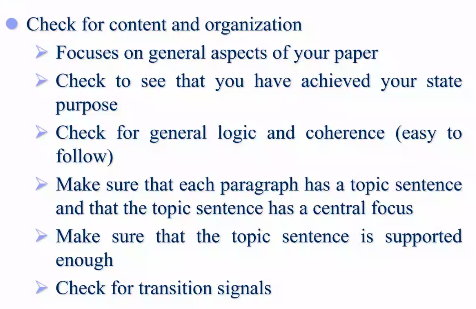 Check for content and organization
Focuses on general aspects of your paper
Check to see that you have achieved your state
purpose
Check for general logic and coherence (easy to
follow)
Make sure that each paragraph has a topic sentence
and that the topic sentence has a central focus
Make sure that the topic sentence is supported
enough
Check for transition signals